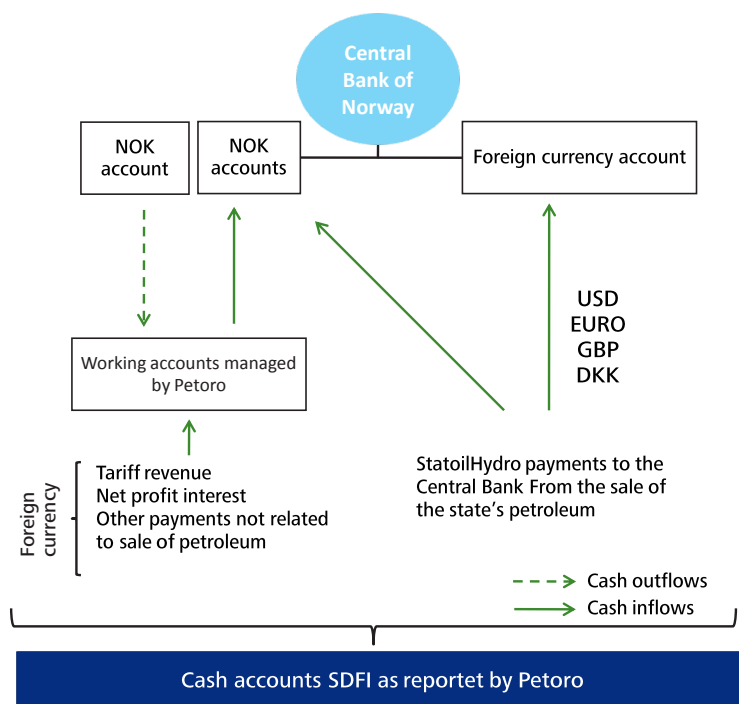 Central
Bank of
Norway
NOK
account
NOK
accounts
Foreign currency account
USD
EURO
GBP
DKK
Working accounts managed
by Petoro
Foreign
currency
Tariff revenue
Net profit interest
Other payments not related
to sale of petroleum
StatoilHydro payments to the
Central Bank From the sale of
the state’s petroleum
Cash outflows
Cash inflows
Cash accounts SDFI as reportet by Petoro